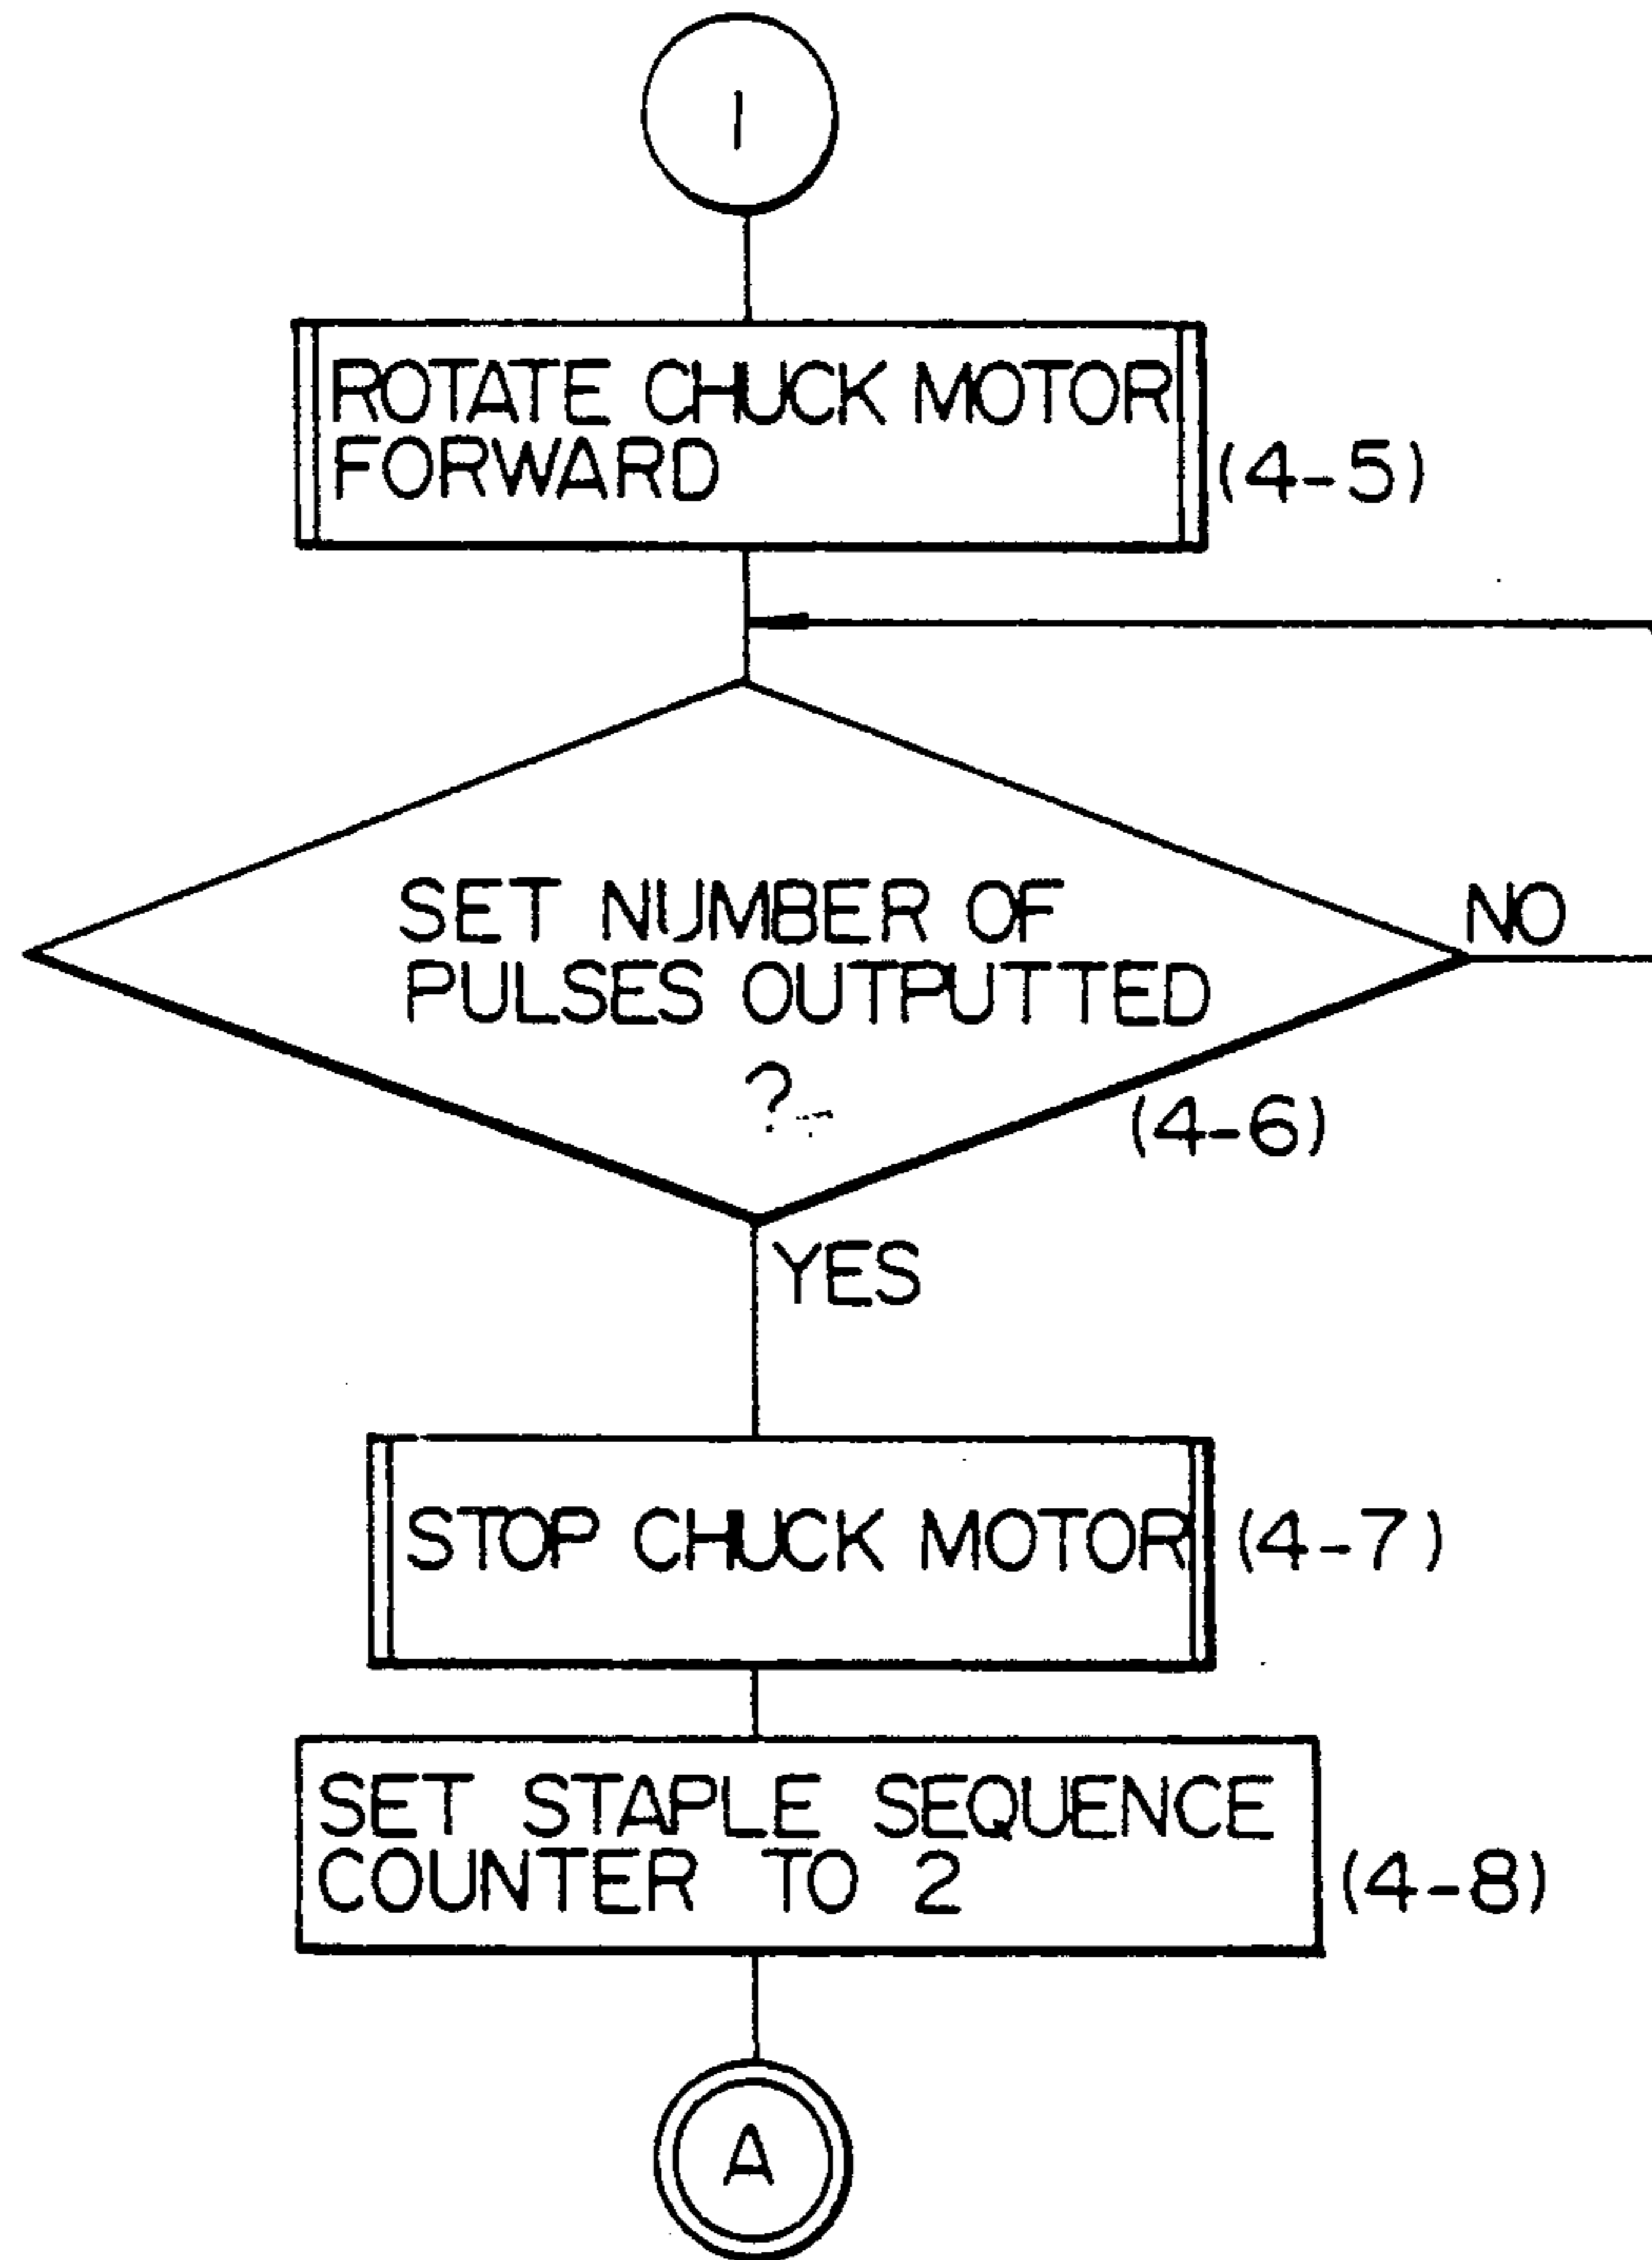 1
ROTATE CHUCK MOTOR
FORWARD
(4-5)
SET NUMBER OF
PULSES OUTPUTTED
?
NO
(4-6)
YES
STOP CHUCK MOTOR
(4-7)
SET STAPLE SEQUENCE
COUNTER TO 2
(4-8)
A